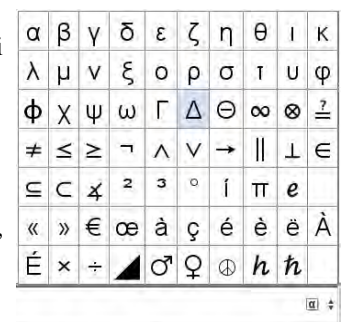 α β γ δ ε ζ η θ ι κ
λ μ ν ξ ο ρ σ τ υ φ
ϕ χ ψ ω Γ Δ Θ ∞ ⊗ ≟
≠ ≤ ≥ ¬ ∧ ∨ → ∥ ⊥ ∈
⊆ ⊂ ∡ ² ³ ° í π e
« » € œ à ç é è ë À
É × ÷ ◢ ♂ ♀ ☮ h ℏ
α